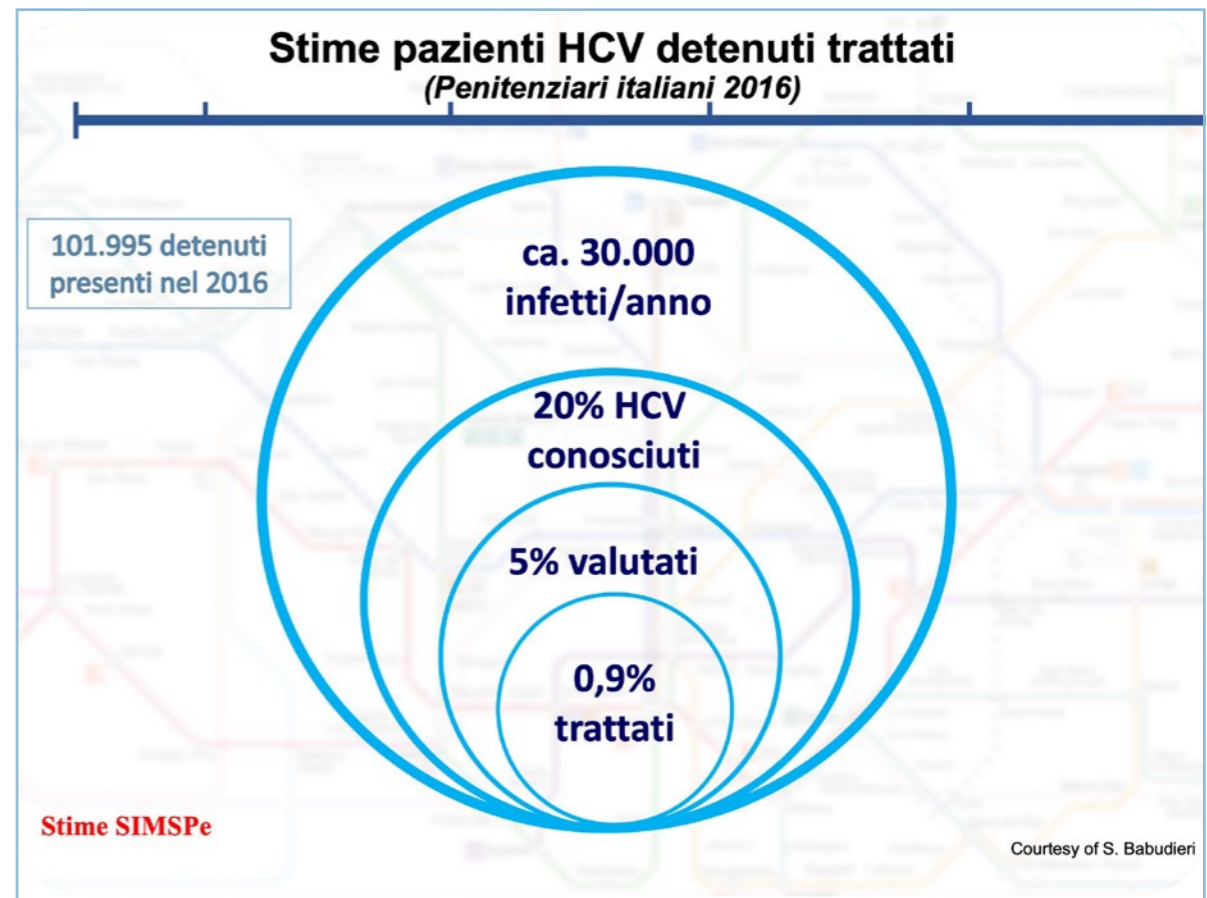 Stime pazienti HCV detenuti trattati
(Penitenziari italiani 2016)
101.995 detenuti
presenti nel 2016
ca. 30.000
infetti/anno
20% HCV
conosciuti
5% valutati
0,9%
trattati
Stime SIMSPe
Courtesy of S. Babudieri